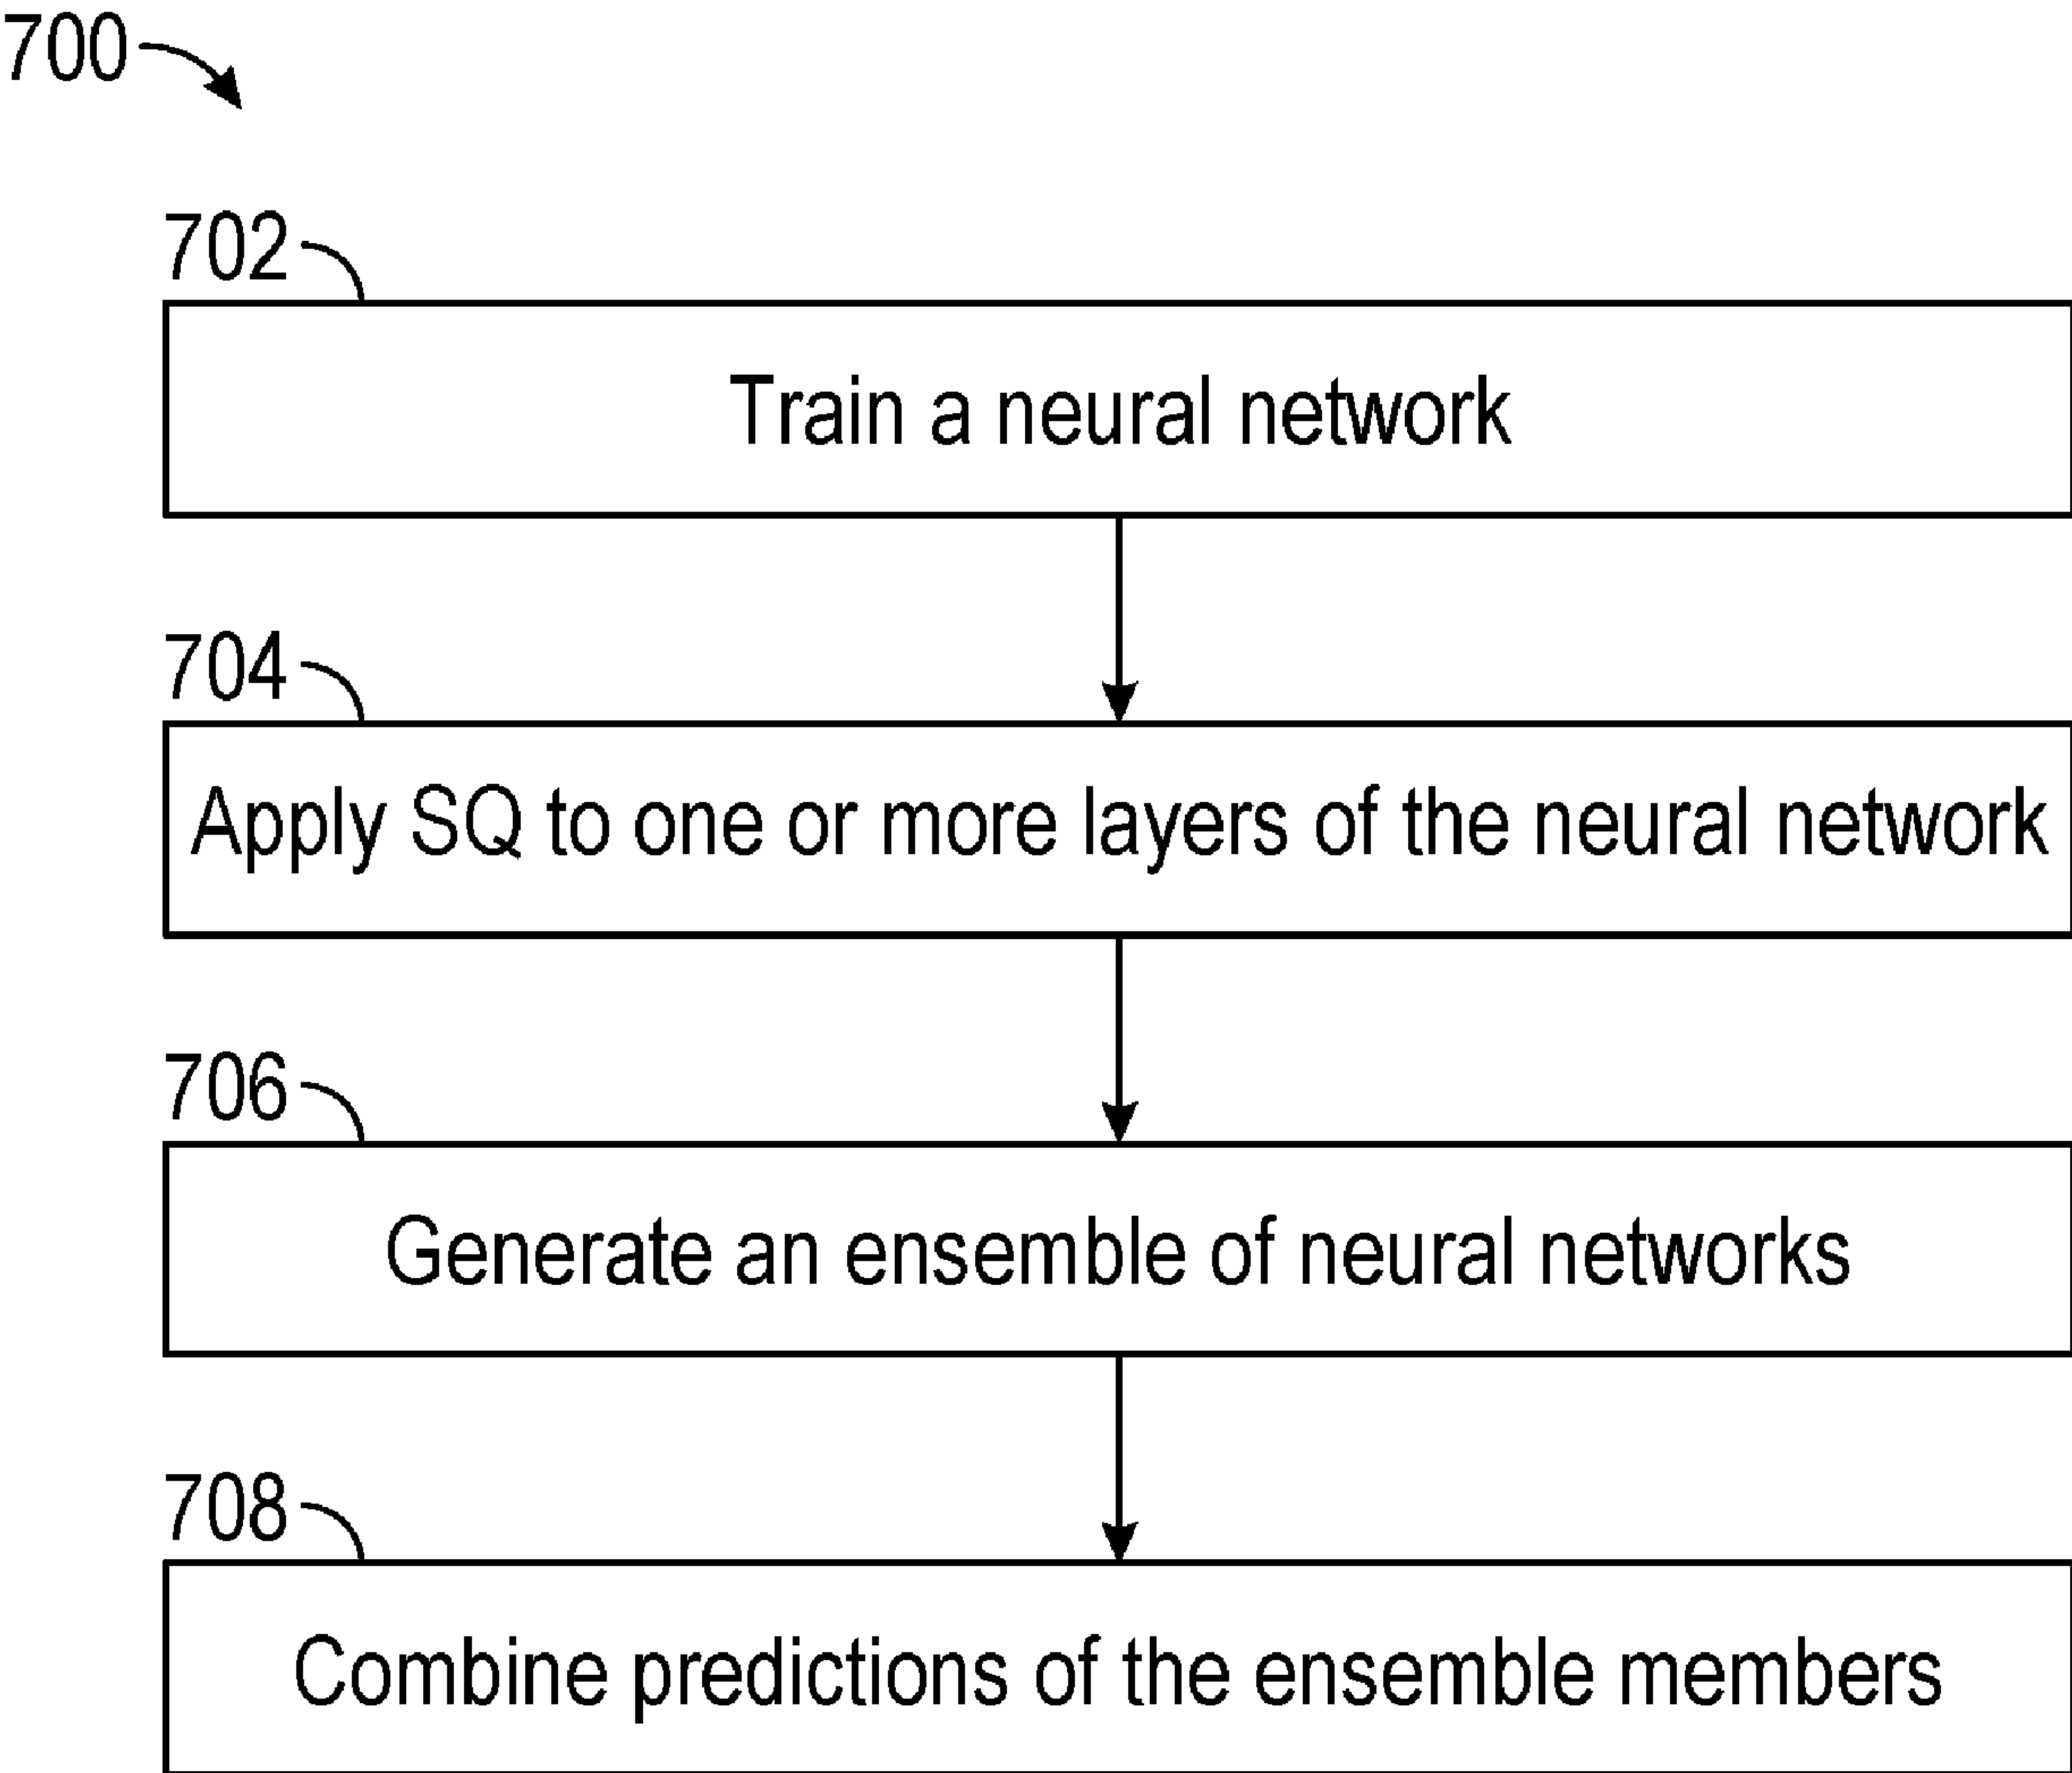 700
702
Train a neural network
704
Apply SQ to one or more layers of the neural network
706
Generate an ensemble of neural networks
708
Combine predictions of the ensemble members